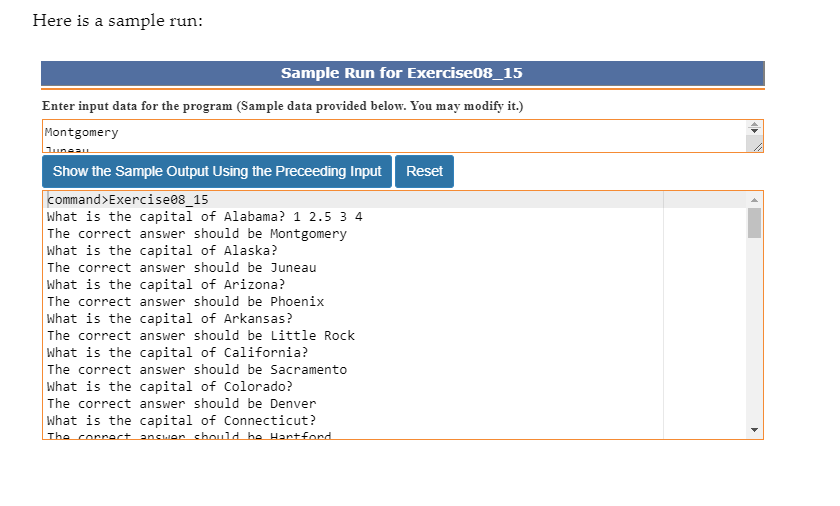 Here is a sample run:
Sample Run for Exercise08_15
Enter input data for the program (Sample data provided below. You may modify it.)
Montgomery
Juneau
Show the Sample Output Using the Preceeding Input
Reset
command>Exercise08_15
What is the capital of Alabama? 1 2.5 3 4
The correct answer should be Montgomery
What is the capital of Alaska?
The correct answer should be Juneau
What is the capital of Arizona?
The correct answer should be Phoenix
What is the capital of Arkansas?
The correct answer should be Little Rock
What is the capital of California?
The correct answer should be Sacramento
What is the capital of Colorado?
The correct answer should be Denver
What is the capital of Connecticut?
The correct answer should be Hartford